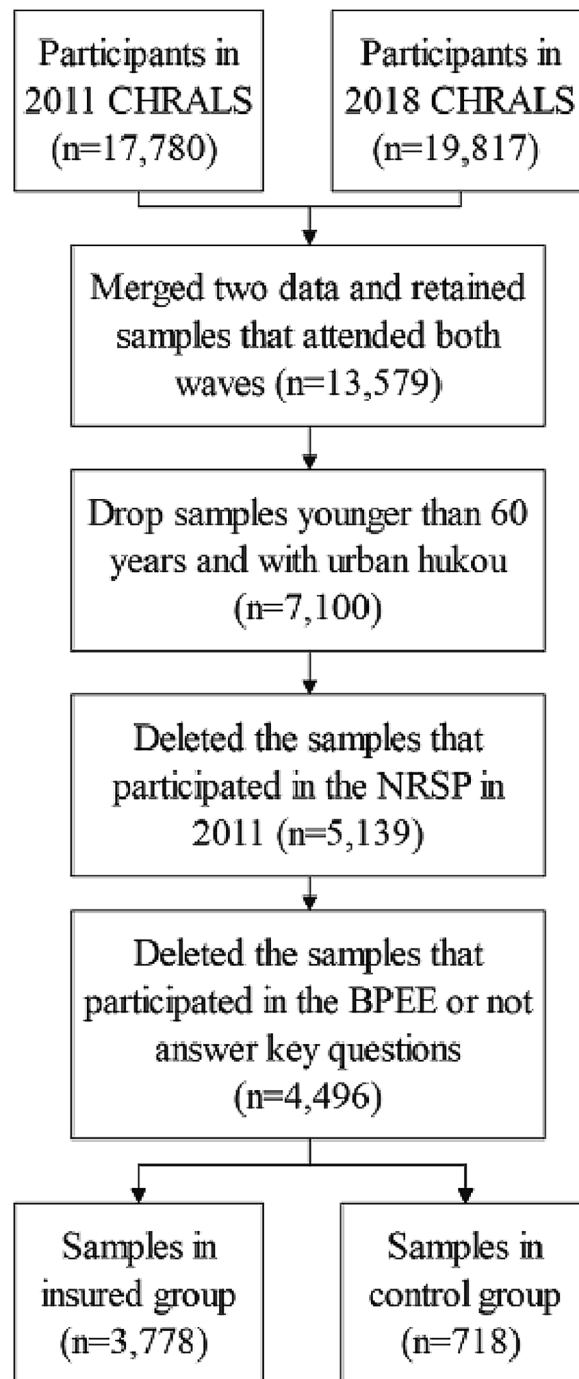 Participants in
2011 CHRALS
(n=17,780)
Participants in
2018 CHRALS
(n=19,817)
Merged two data and retained
samples that attended both
waves (n=13,579)
Drop samples younger than 60
years and with urban hukou
(n=7,100)
Deleted the samples that
participated in the NRSP in
2011 (n=5,139)
Deleted the samples that
participated in the BPEE or not
answer key questions
(n=4,496)
Samples in
insured group
(n=3,778)
Samples in
control group
(n=718)